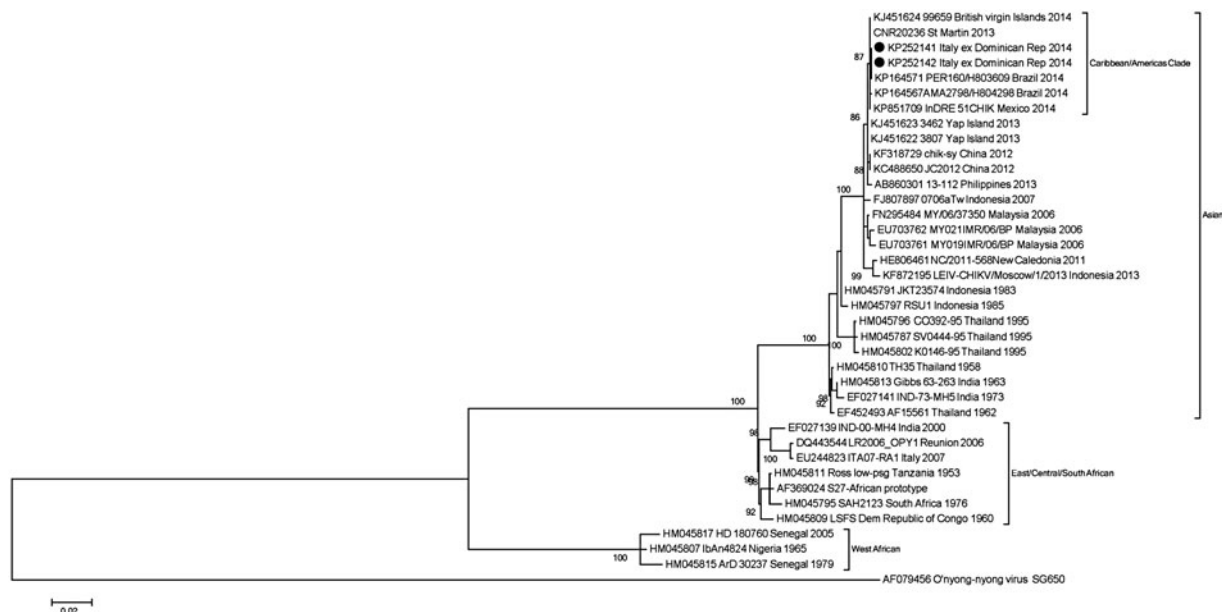 KJ451624 99659 British virgin Islands 2014
CNR20236 St Martin 2013
KP252141 Italy ex Dominican Rep 2014
87
KP252142 Italy ex Dominican Rep 2014
Caribbean/Americas Clade
KP164571 PER160/H803609 Brazil 2014
KP164567AMA2798/H804298 Brazil 2014
KP851709 InDRE 51CHIK Mexico 2014
86
KJ451623 3462 Yap Island 2013
KJ451622 3807 Yap Island 2013
KF318729 chik-sy China 2012
88
KC488650 JC2012 China 2012
AB860301 13-112 Philippines 2013
100
FJ807897 0706aTw Indonesia 2007
FN295484 MY/06/37350 Malaysia 2006
Asian
EU703762 MY021IMR/06/BP Malaysia 2006
EU703761 MY019IMR/06/BP Malaysia 2006
HE806461 NC/2011-568New Caledonia 2011
99
KF872195 LEIV-CHIKV/Moscow/1/2013 Indonesia 2013
HM045791 JKT23574 Indonesia 1983
HM045797 RSU1 Indonesia 1985
HM045796 CO392-95 Thailand 1995
HM045787 SV0444-95 Thailand 1995
100
00
HM045802 K0146-95 Thailand 1995
HM045810 TH35 Thailand 1958
HM045813 Gibbs 63-263 India 1963
98
EF027141 IND-73-MH5 India 1973
92
EF452493 AF15561 Thailand 1962
100
EF027139 IND-00-MH4 India 2000
98
DQ443544 LR2006_OPY1 Reunion 2006
100
EU244823 ITA07-RA1 Italy 2007
HM045811 Ross low-psg Tanzania 1953
East/Central/South African
AF369024 S27-African prototype
HM045795 SAH2123 South Africa 1976
92
HM045809 LSFS Dem Republic of Congo 1960
HM045817 HD 180760 Senegal 2005
HM045807 IbAn4824 Nigeria 1965
West African
100
HM045815 ArD 30237 Senegal 1979
AF079456 O'nyong-nyong virus SG650
0.02